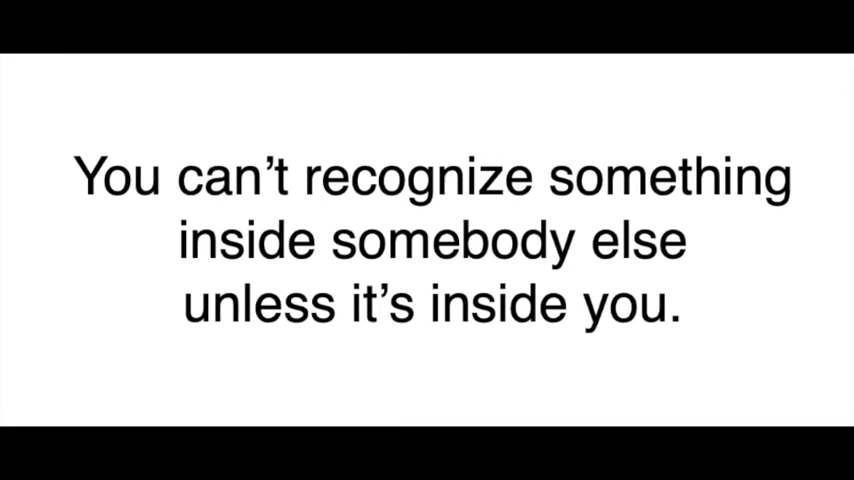 You can’t recognize something
inside somebody else
unless it’s inside you.